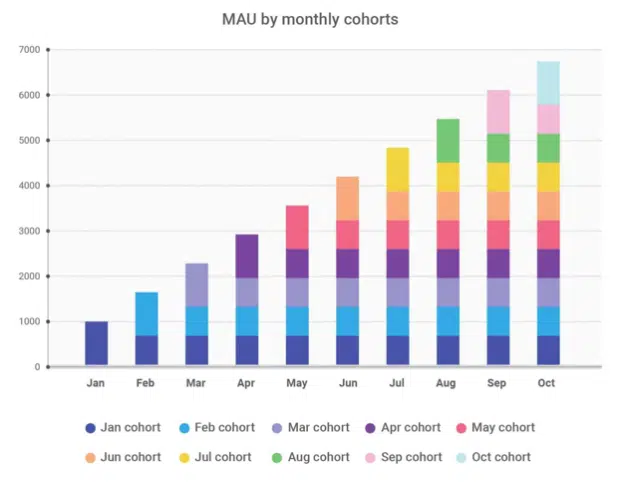 MAU by monthly cohorts
7000
6000
5000
4000
3000
2000
1000
0
Jan Feb Mar Apr May Jun Jul Aug Sep Oct
Jan cohort Feb cohort Mar cohort Apr cohort May cohort
Jun cohort Jul cohort Aug cohort Sep cohort Oct cohort